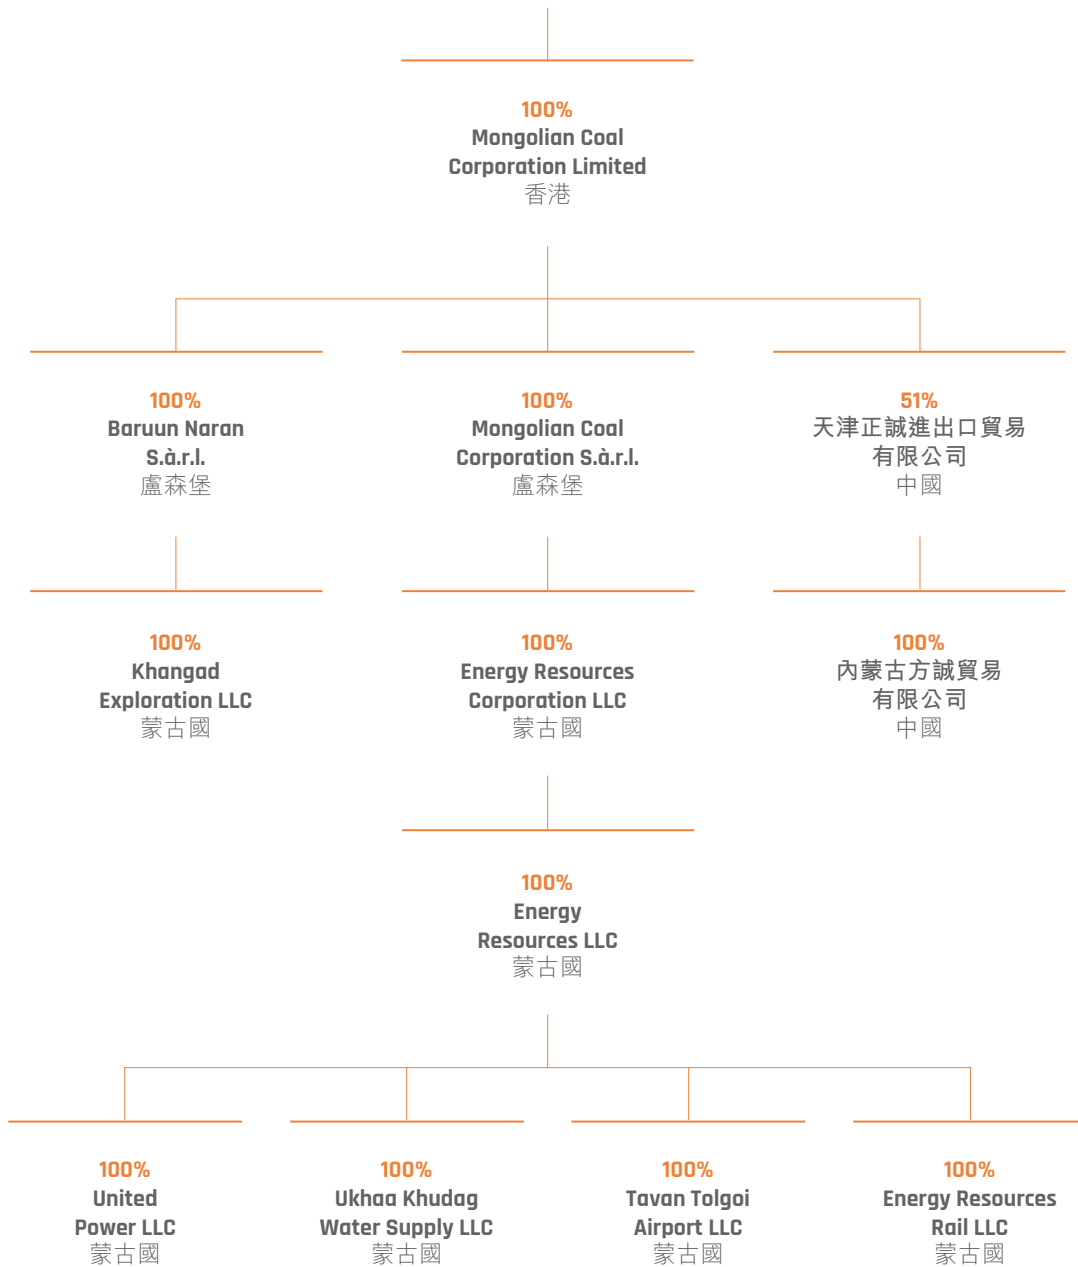 100%
Mongolian Coal
Corporation Limited
香港
100%
Baruun Naran
S.à.r.l.
盧森堡
100%
Mongolian Coal
Corporation S.à.r.l.
盧森堡
51%
天津正誠進出口貿易
有限公司
中國
100%
Khangad
Exploration LLC
蒙古國
100%
Energy Resources
Corporation LLC
蒙古國
100%
內蒙古方誠貿易
有限公司
中國
100%
Energy
Resources LLC
蒙古國
100%
United
Power LLC
蒙古國
100%
Ukhaa Khudag
Water Supply LLC
蒙古國
100%
Tavan Tolgoi
Airport LLC
蒙古國
100%
Energy Resources
Rail LLC
蒙古國